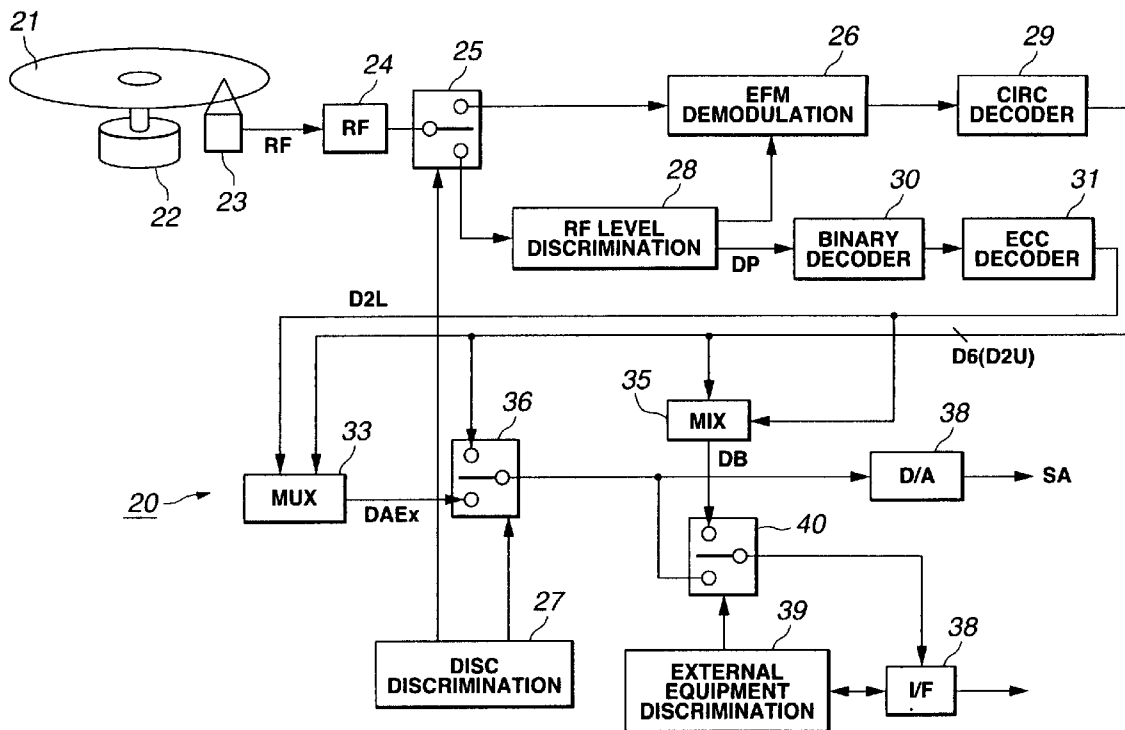 21
24
25
26
29
RF
EFM
DEMODULATION
CIRC
DECODER
RF
22
23
28
30
31
RF LEVEL
DISCRIMINATION
DP
BINARY
DECODER
ECC
DECODER
D2L
D6(D2U)
35
36
MIX
38
33
DB
D/A
SA
20
MUX
DAEx
40
27
39
38
DISC
DISCRIMINATION
EXTERNAL
EQUIPMENT
DISCRIMINATION
I/F